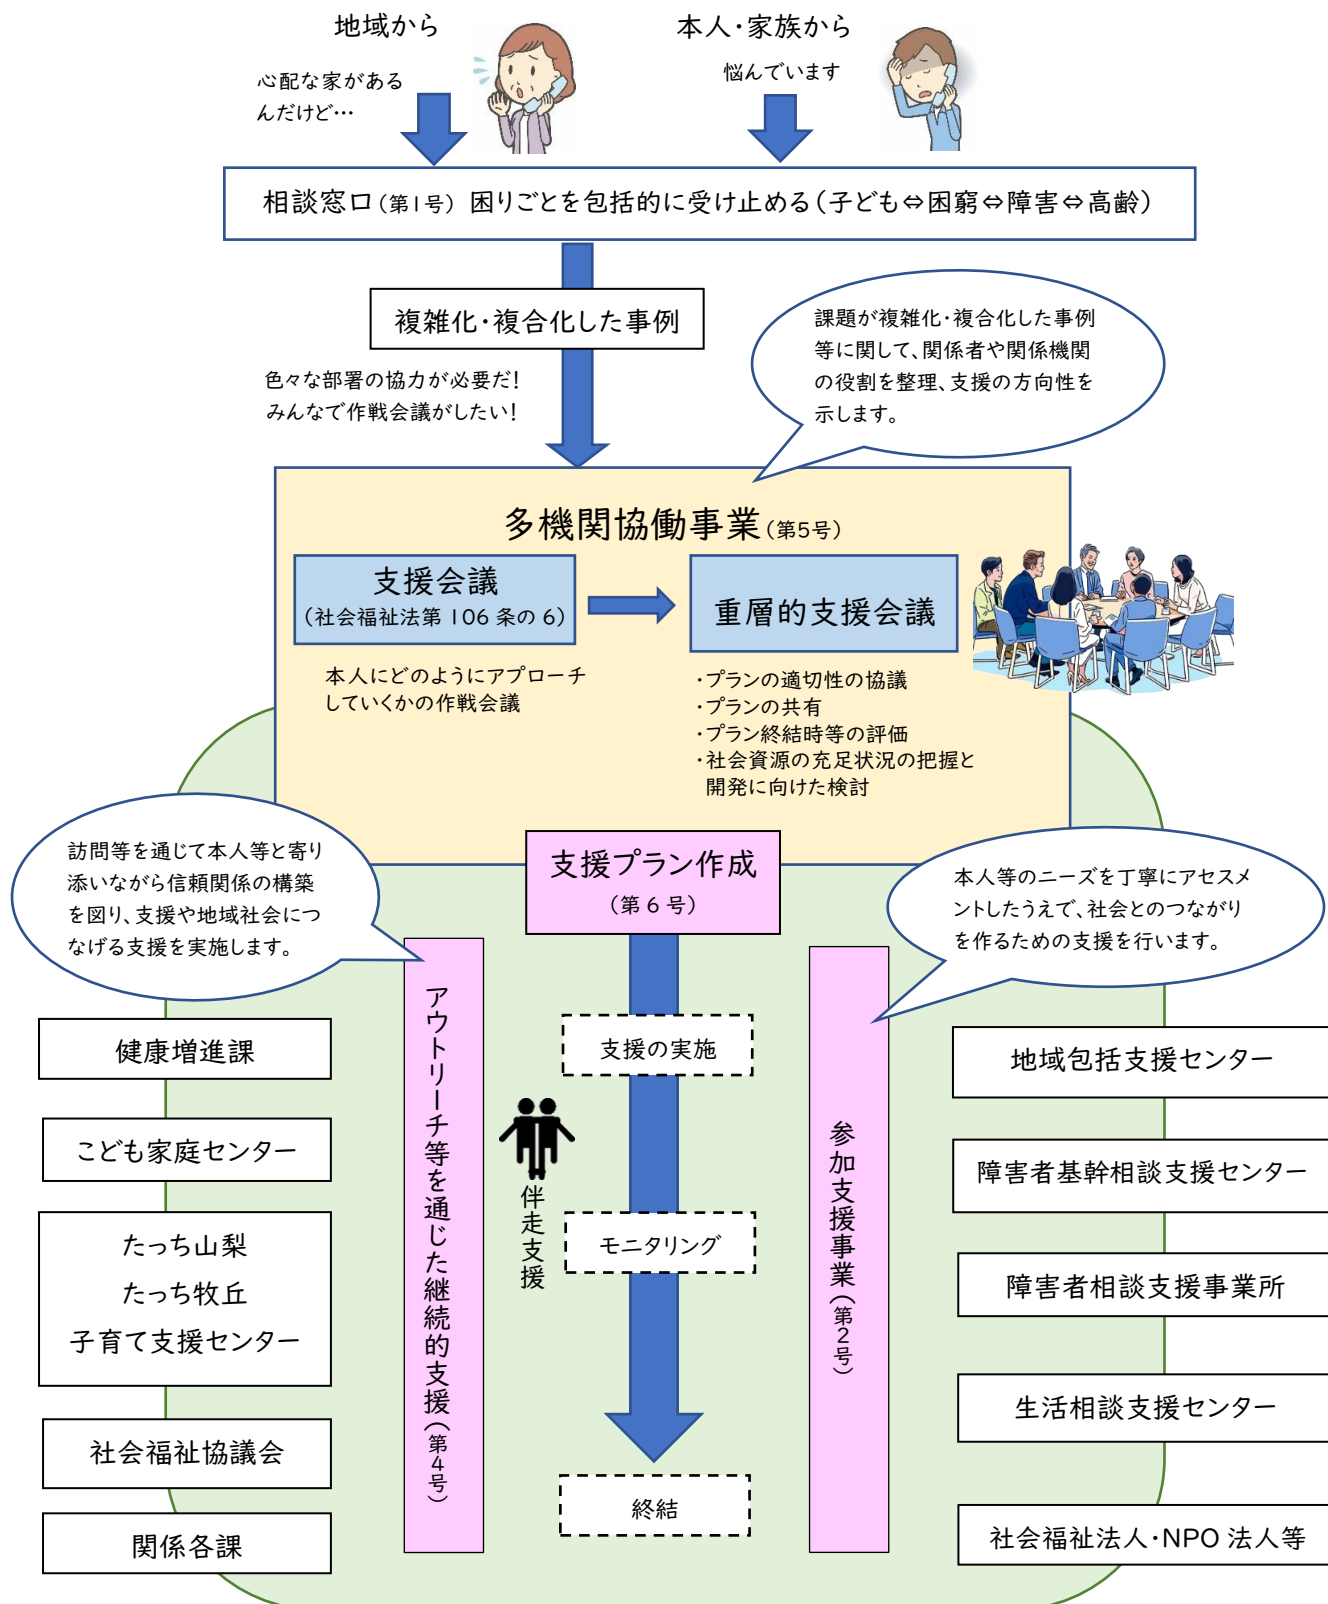 地域から
本人・家族から
心配な家がある
んだけど…
悩んでいます
相談窓口(第1号) 困りごとを包括的に受け止める(子ども⇔困窮⇔障害⇔高齢)
複雑化・複合化した事例
色々な部署の協力が必要だ！
みんなで作戦会議がしたい！
課題が複雑化・複合化した事例
等に関して、関係者や関係機関
の役割を整理、支援の方向性を
示します。
多機関協働事業(第5号)
支援会議
(社会福祉法第 106 条の 6)
重層的支援会議
本人にどのようにアプローチ
していくかの作戦会議
・プランの適切性の協議
・プランの共有
・プラン終結時等の評価
・社会資源の充足状況の把握と
開発に向けた検討
支援プラン作成
(第 6 号)
訪問等を通じて本人等と寄り
添いながら信頼関係の構築
を図り、支援や地域社会につ
なげる支援を実施します。
本人等のニーズを丁寧にアセスメ
ントしたうえで、社会とのつながり
を作るための支援を行います。
アウトリーチ等を通じた継続的支援(第4号)
支援の実施
伴走支援
モニタリング
終結
参加支援事業(第2号)
健康増進課
こども家庭センター
たっち山梨
たっち牧丘
子育て支援センター
社会福祉協議会
関係各課
地域包括支援センター
障害者基幹相談支援センター
障害者相談支援事業所
生活相談支援センター
社会福祉法人・NPO 法人等